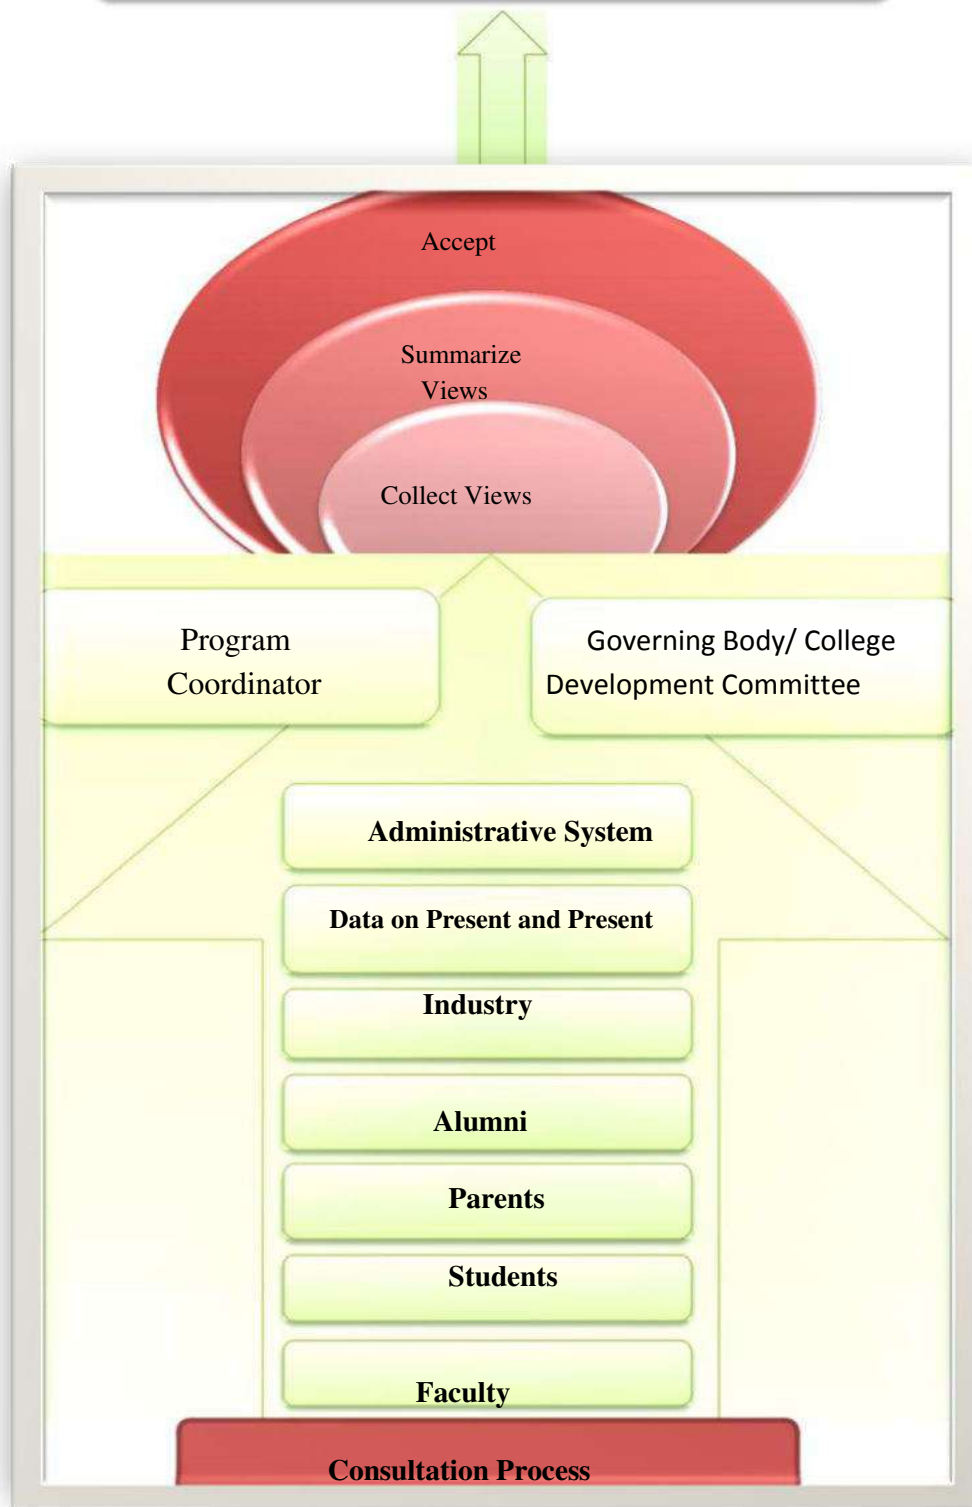 Accept
Summarize
Views
Collect Views
Program
Coordinator
Governing Body/ College
Development Committee
Administrative System
Data on Present and Present
Industry
Alumni
Parents
Students
Faculty
Consultation Process